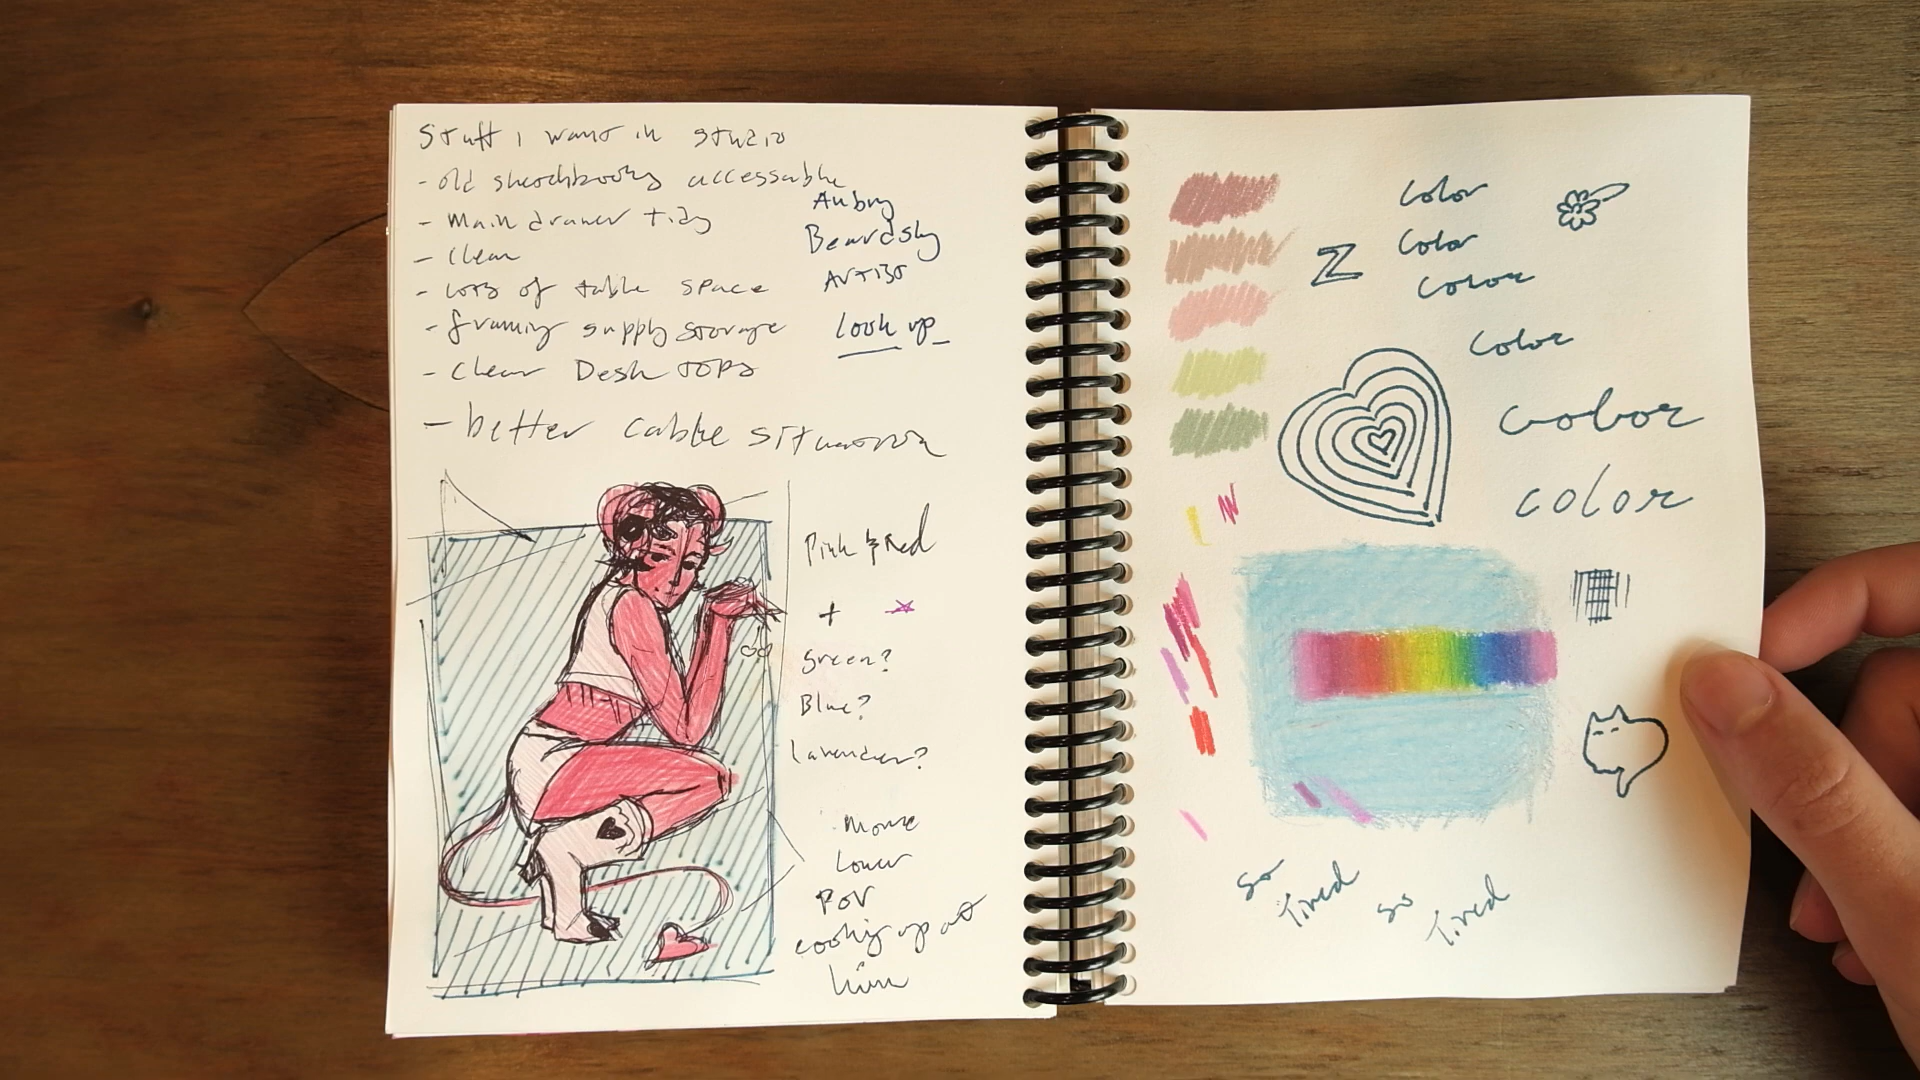 Stuff I want in studio
- old sketchbooks accessable
- Main drawer tidy
- Clean
- lots of table space
- framing supply storage
- Clear Desk TOPS
- better cable situation
Aubry
Beardsly
Artist
Look up
Pink & Red
+
Green?
Blue?
Lavender?
Lower
POV
looking up at
him
Color
Color
Z
Color
Color
color
color
so
Tired
so
Tired